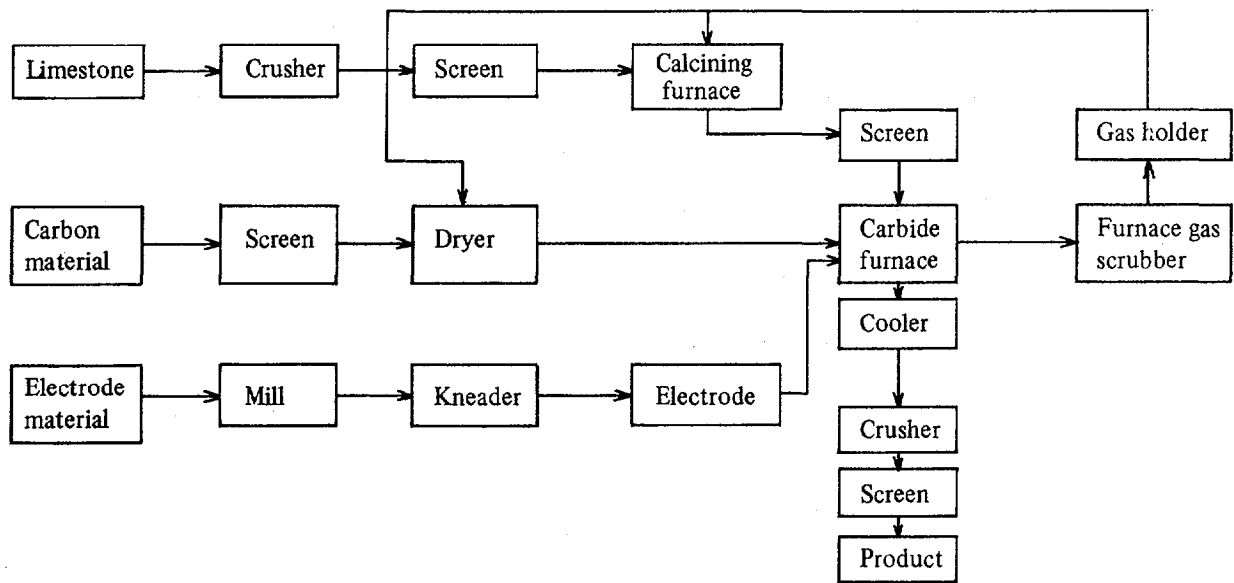 Limestone
Crusher
Screen
Calcining
furnace
Screen
Gas holder
Carbon
material
Screen
Dryer
Carbide
furnace
Furnace gas
scrubber
Cooler
Electrode
material
Mill
Kneader
Electrode
Crusher
Screen
Product